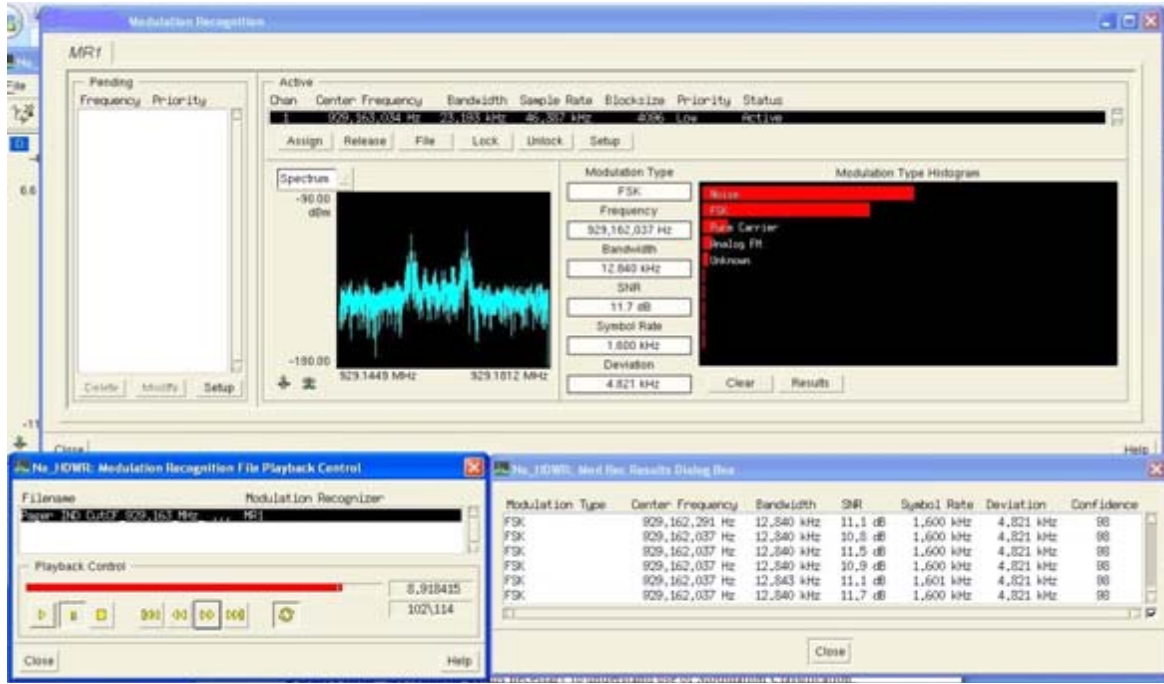 Modulation Recognition
MR1
Pending
Frequency Priority
Active
Chan Center Frequency Bandwidth Sample Rate Blocksize Priority Status
1 929,163,034 Hz 23,193 kHz 46,387 kHz 4096 Low Active
Assign Release File Lock Unlock Setup
Spectrum
-90.00
dBm
-190.00
929.1449 MHz 929.1812 MHz
Modulation Type
FSK
Frequency
929,162,037 Hz
Bandwidth
12.840 kHz
SNR
11.7 dB
Symbol Rate
1.600 kHz
Deviation
4.821 kHz
Modulation Type Histogram
Noise
FSK
Pure Carrier
Analog FM
Unknown
Clear Results
Delete Modify Setup
Close
Help
File
6.6
-11
No_HDWR: Modulation Recognition File Playback Control
Filename Modulation Recognizer
Pager IND CutCF 929.163 MHz ... MR1
Playback Control
8,918415
102\114
Close Help
No_HDWR: Mod Rec Results Dialog Box
Modulation Type Center Frequency Bandwidth SNR Symbol Rate Deviation Confidence
FSK 929,162,291 Hz 12,840 kHz 11,1 dB 1,600 kHz 4,821 kHz 98
FSK 929,162,037 Hz 12,840 kHz 10,8 dB 1,600 kHz 4,821 kHz 98
FSK 929,162,037 Hz 12,840 kHz 11,5 dB 1,600 kHz 4,821 kHz 98
FSK 929,162,037 Hz 12,840 kHz 10,9 dB 1,600 kHz 4,821 kHz 98
FSK 929,162,037 Hz 12,843 kHz 11,1 dB 1,601 kHz 4,821 kHz 98
FSK 929,162,037 Hz 12,840 kHz 11,7 dB 1,600 kHz 4,821 kHz 98
Close